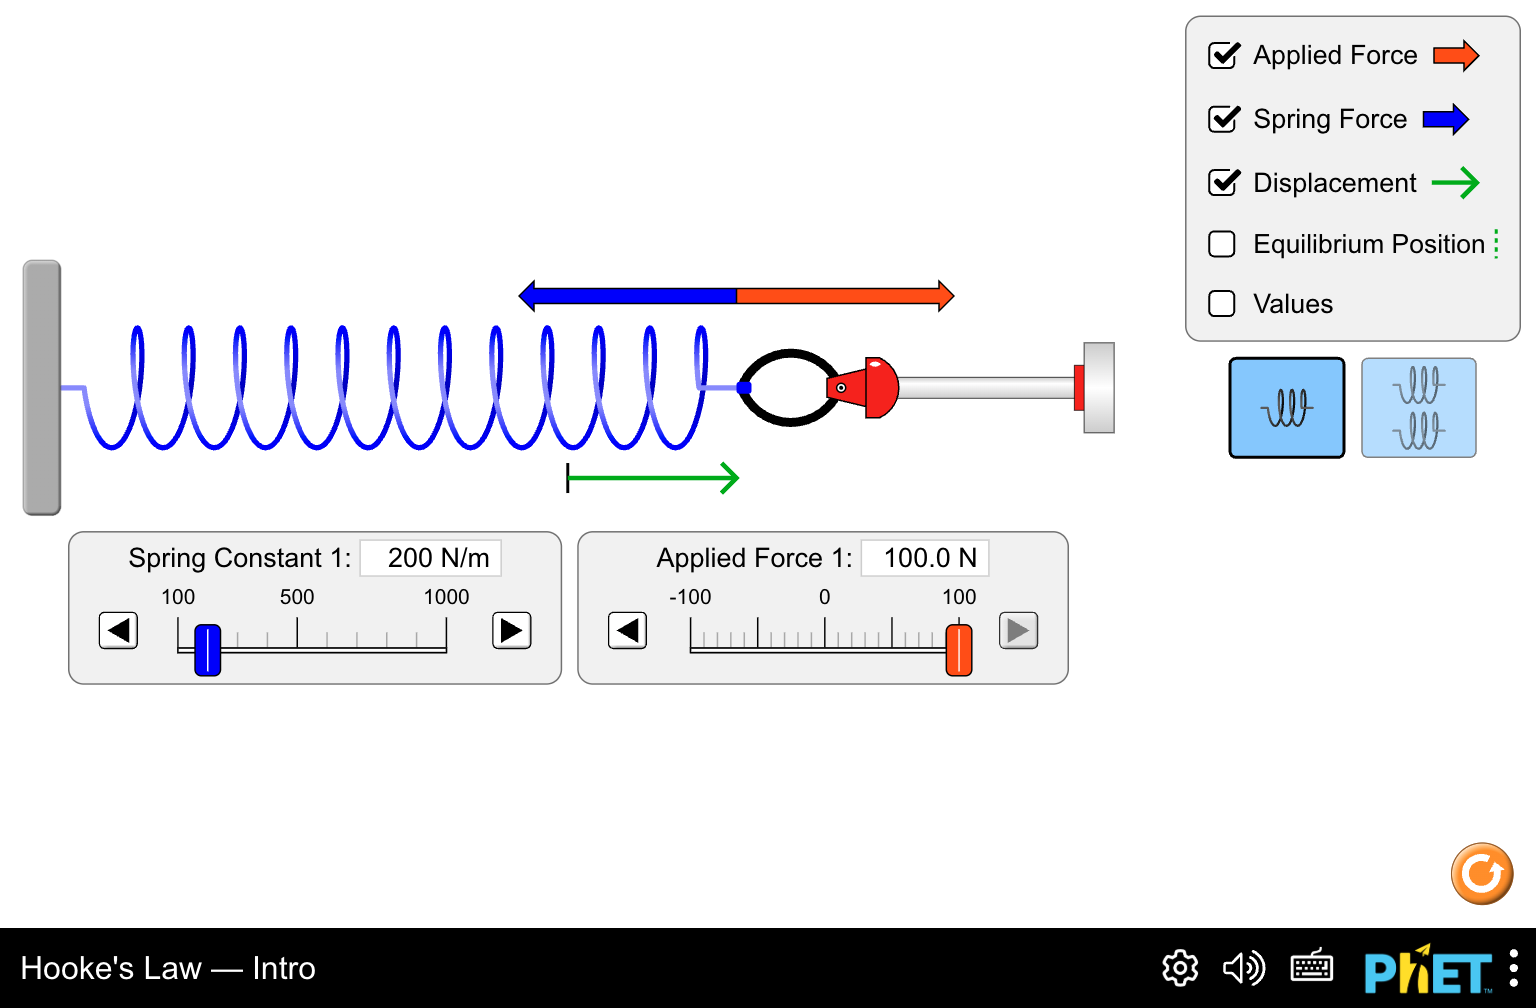 Applied Force
Spring Force
Displacement
Equilibrium Position
Values
Spring Constant 1: 200 N/m
100 500 1000
Applied Force 1: 100.0 N
-100 0 100
Hooke's Law — Intro
PhET™